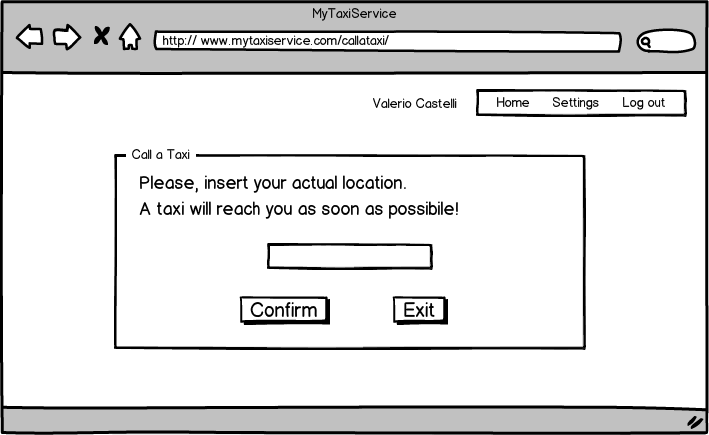 MyTaxiService
http:// www.mytaxiservice.com/callataxi/
Valerio Castelli Home Settings Log out
Call a Taxi
Please, insert your actual location.
A taxi will reach you as soon as possibile!
Confirm Exit